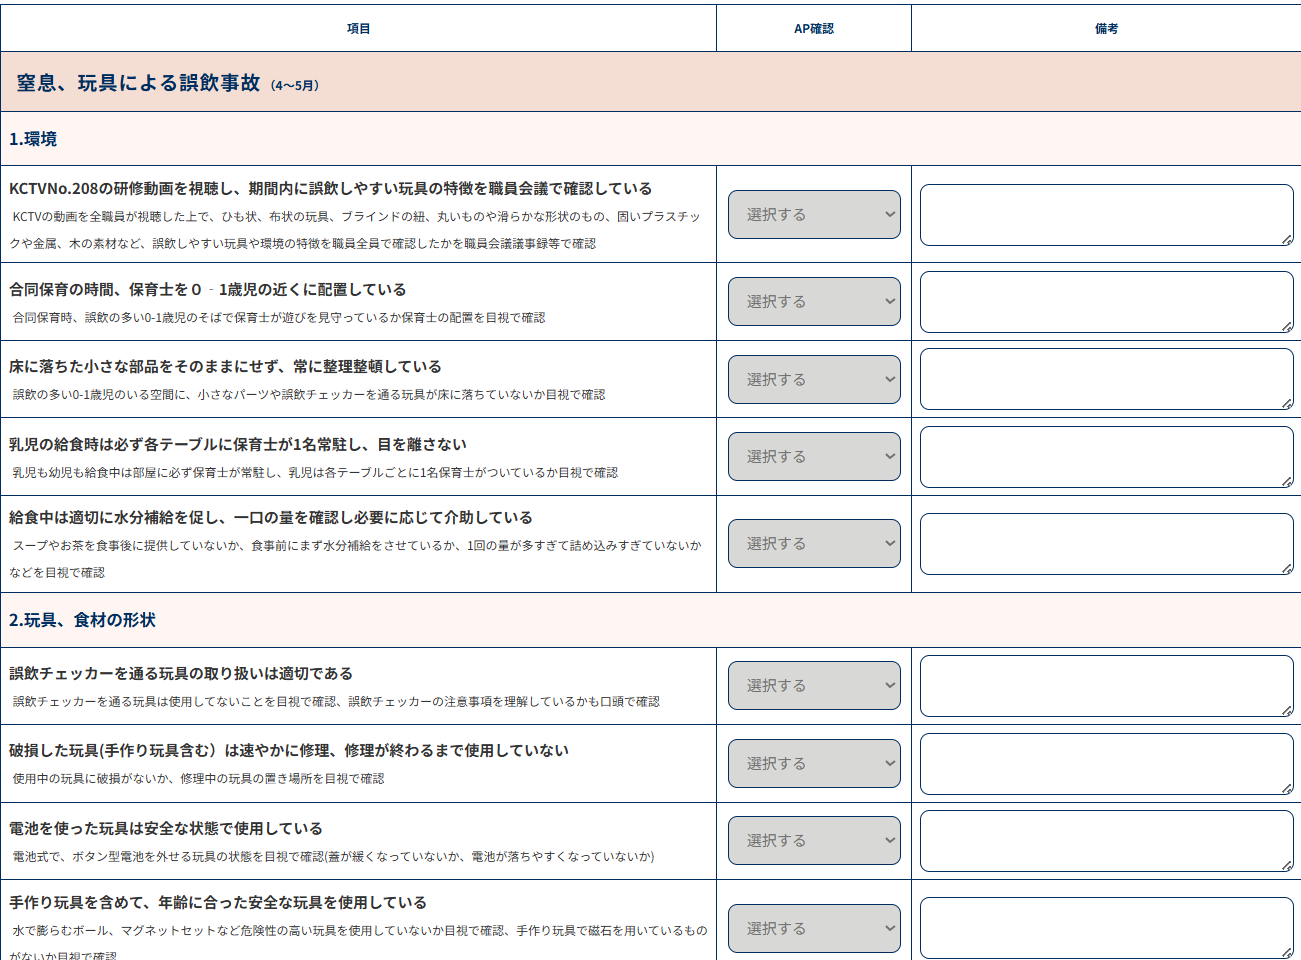 項目 AP確認 備考
窒息、玩具による誤飲事故 （4〜5月）
1.環境
KCTVNo.208の研修動画を視聴し、期間内に誤飲しやすい玩具の特徴を職員会議で確認している
KCTVの動画を全職員が視聴した上で、ひも状、布状の玩具、ブラインドの紐、丸いものや滑らかな形状のもの、固いプラスチッ
クや金属、木の素材など、誤飲しやすい玩具や環境の特徴を職員全員で確認したかを職員会議議事録等で確認
選択する
合同保育の時間、保育士を０‐1歳児の近くに配置している
合同保育時、誤飲の多い0-1歳児のそばで保育士が遊びを見守っているか保育士の配置を目視で確認
選択する
床に落ちた小さな部品をそのままにせず、常に整理整頓している
誤飲の多い0-1歳児のいる空間に、小さなパーツや誤飲チェッカーを通る玩具が床に落ちていないか目視で確認
選択する
乳児の給食時は必ず各テーブルに保育士が1名常駐し、目を離さない
乳児も幼児も給食中は部屋に必ず保育士が常駐し、乳児は各テーブルごとに1名保育士がついているか目視で確認
選択する
給食中は適切に水分補給を促し、一口の量を確認し必要に応じて介助している
スープやお茶を食事後に提供していないか、食事前にまず水分補給をさせているか、1回の量が多すぎて詰め込みすぎていないか
などを目視で確認
選択する
2.玩具、食材の形状
誤飲チェッカーを通る玩具の取り扱いは適切である
誤飲チェッカーを通る玩具は使用してないことを目視で確認、誤飲チェッカーの注意事項を理解しているかも口頭で確認
選択する
破損した玩具(手作り玩具含む）は速やかに修理、修理が終わるまで使用していない
使用中の玩具に破損がないか、修理中の玩具の置き場所を目視で確認
選択する
電池を使った玩具は安全な状態で使用している
電池式で、ボタン型電池を外せる玩具の状態を目視で確認(蓋が緩くなっていないか、電池が落ちやすくなっていないか)
選択する
手作り玩具を含めて、年齢に合った安全な玩具を使用している
水で膨らむボール、マグネットセットなど危険性の高い玩具を使用していないか目視で確認、手作り玩具で磁石を用いているもの
がないか目視で確認
選択する